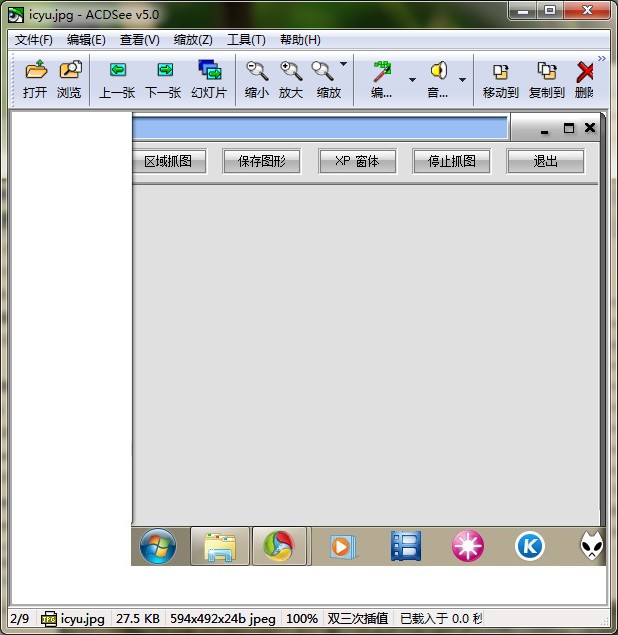 icyu.jpg - ACDSee v5.0
文件(F) 编辑(E) 查看(V) 缩放(Z) 工具(T) 帮助(H)
打开 浏览 上一张 下一张 幻灯片 缩小 放大 缩放 编... 音... 移动到 复制到 删除
区域抓图 保存图形 XP 窗体 停止抓图 退出
2/9 JPG icyu.jpg 27.5 KB 594x492x24b jpeg 100% 双三次插值 已载入于 0.0 秒